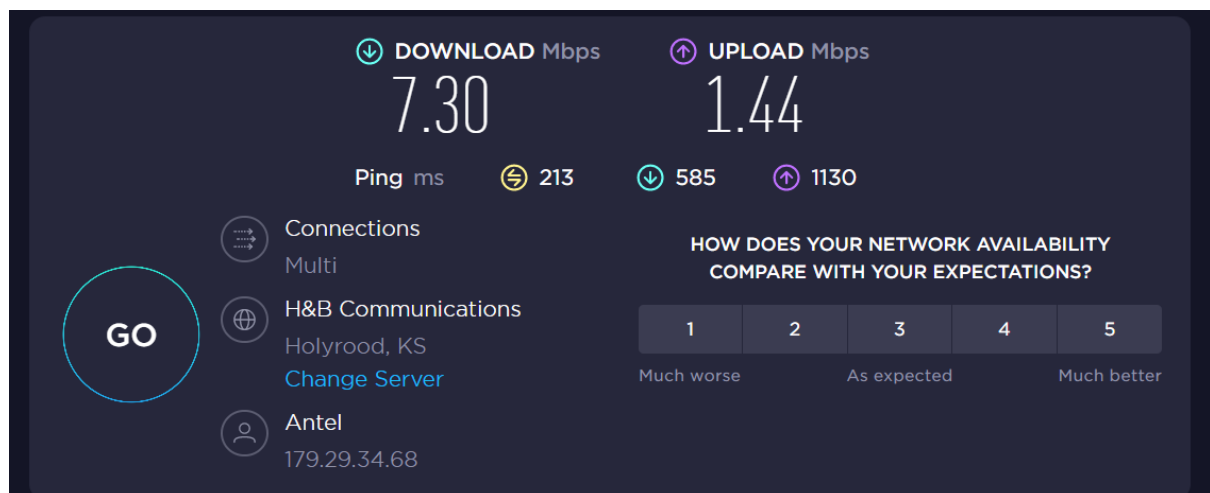 DOWNLOAD Mbps UPLOAD Mbps
7.30 1.44
Ping ms 213 585 1130
Connections
Multi
H&B Communications
Holyrood, KS
Change Server
GO
Antel
179.29.34.68
HOW DOES YOUR NETWORK AVAILABILITY
COMPARE WITH YOUR EXPECTATIONS?
1 2 3 4 5
Much worse As expected Much better